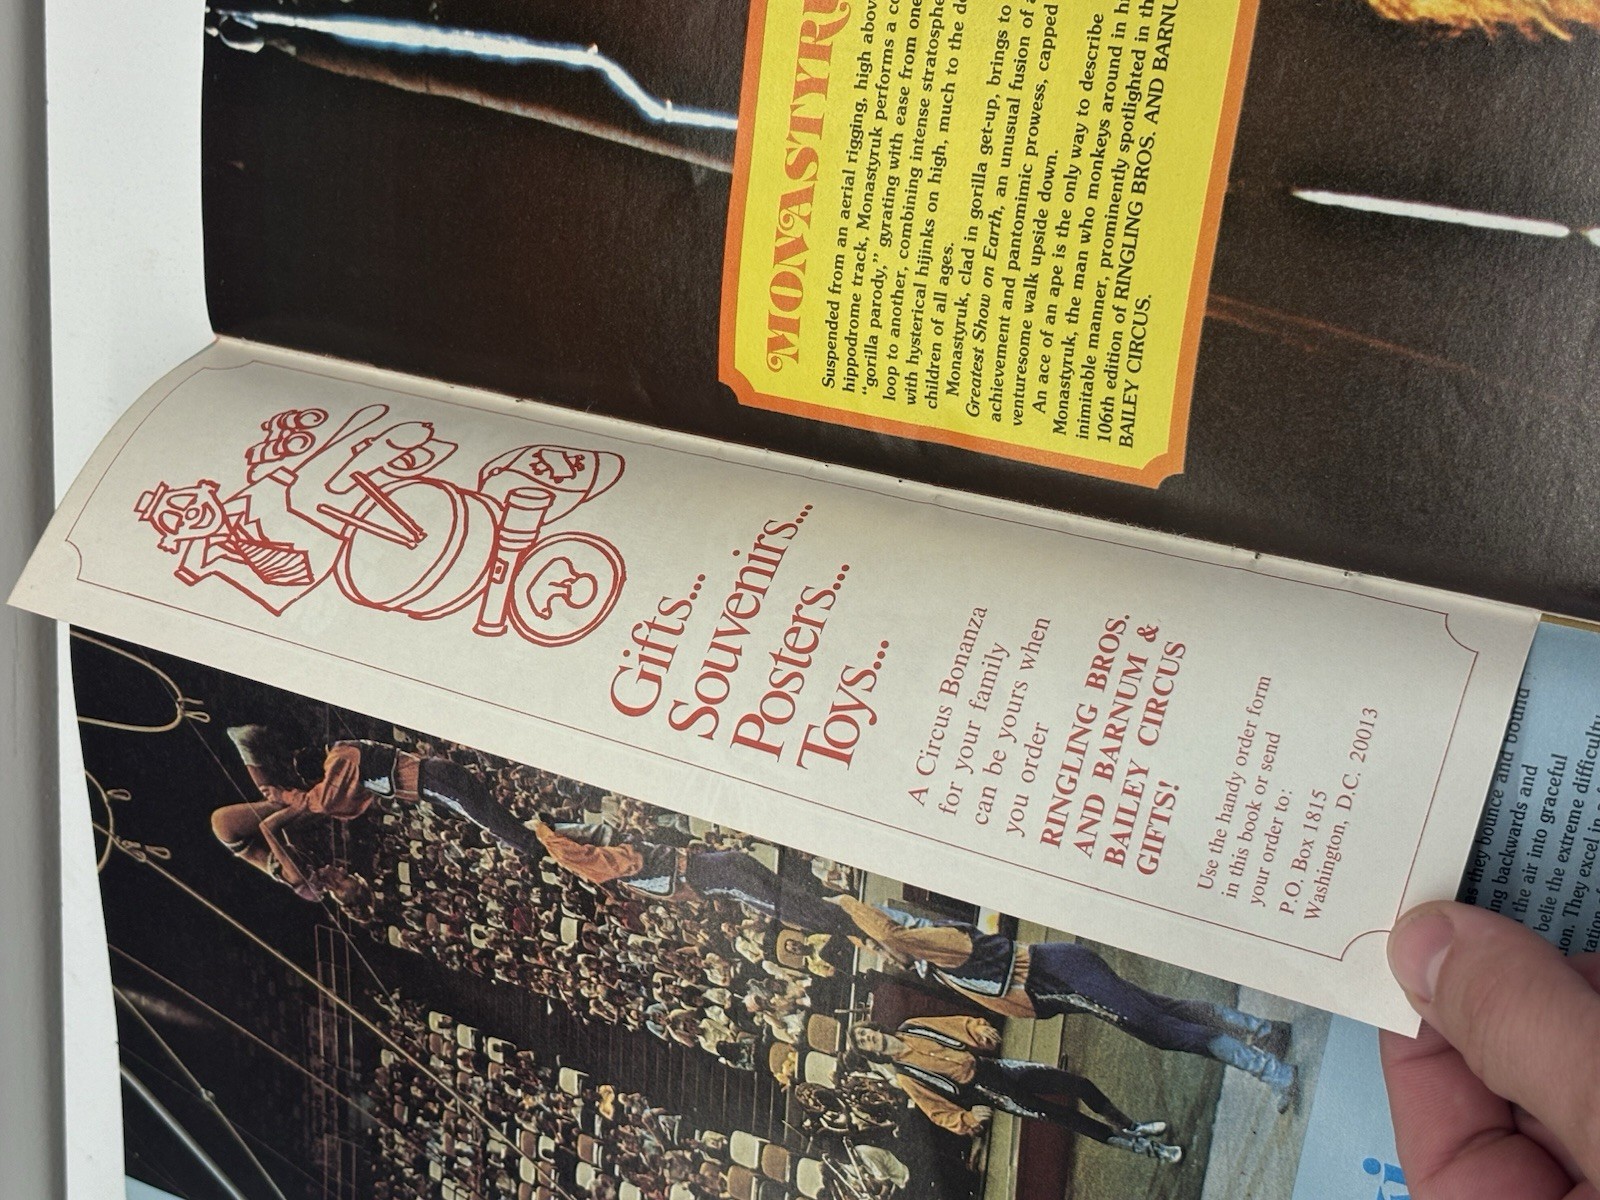 Gifts...
Souvenirs...
Posters...
Toys...
A Circus Bonanza
for your family
can be yours when
you order
RINGLING BROS.
AND BARNUM &
BAILEY CIRCUS
GIFTS!
Use the handy order form
in this book or send
your order to:
P.O. Box 1815
Washington, D.C. 20013
MONASTYRU
Suspended from an aerial rigging, high abov
hippodrome track, Monastyruk performs a co
“gorilla parody,” gyrating with ease from one
loop to another, combining intense stratosphe
with hysterical hijinks on high, much to the de
children of all ages.
Monastyruk, clad in gorilla get-up, brings to
Greatest Show on Earth, an unusual fusion of a
achievement and pantomimic prowess, capped
venturesome walk upside down.
An ace of an ape is the only way to describe
Monastyruk, the man who monkeys around in hi
inimitable manner, prominently spotlighted in th
106th edition of RINGLING BROS. AND BARNU
BAILEY CIRCUS.
as they bounce and bound
ing backwards and
the air into graceful
belie the extreme difficulty
ion. They excel in
tation